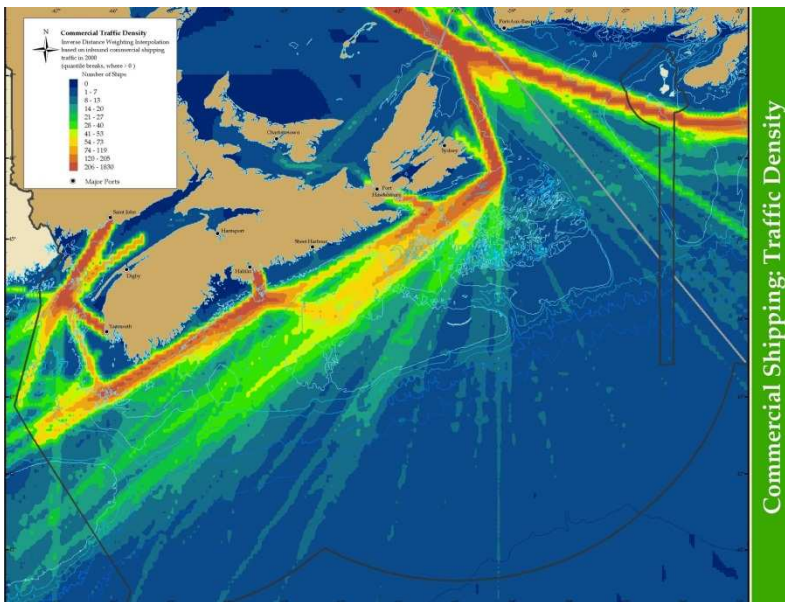 N
Commercial Traffic Density
Inverse Distance Weighting Interpolation
based on inbound commercial shipping
traffic in 2000
(quantile breaks, where > 0)
Number of Ships
0
1 - 7
8 - 13
14 - 20
21 - 27
28 - 40
41 - 53
54 - 73
74 - 119
120 - 205
206 - 1830
Major Ports
Port-Aux-Basques
Charlottetown
Sydney
Port
Hawkesbury
Saint John
Hantsport
Sheet Harbour
Digby
Halifax
Yarmouth
Commercial Shipping: Traffic Density